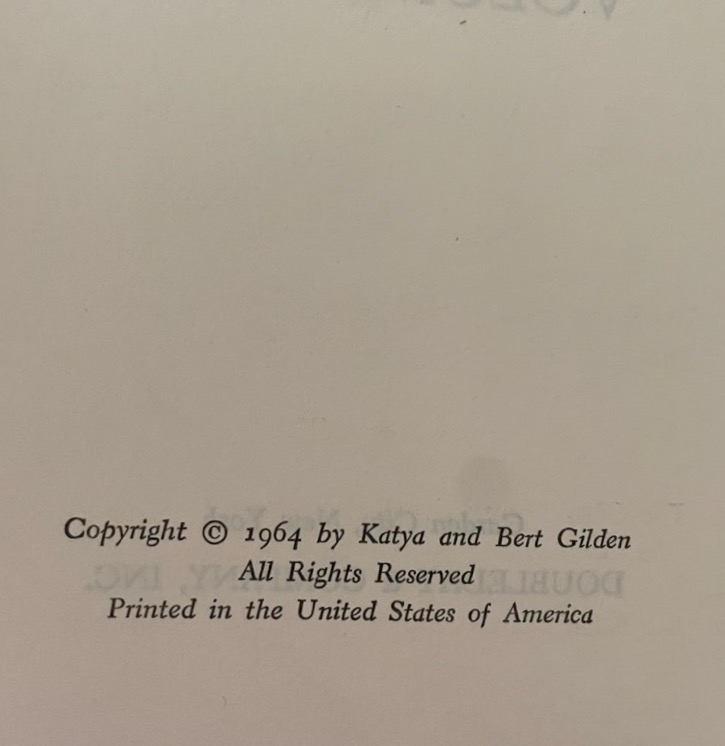 Copyright © 1964 by Katya and Bert Gilden
All Rights Reserved
Printed in the United States of America